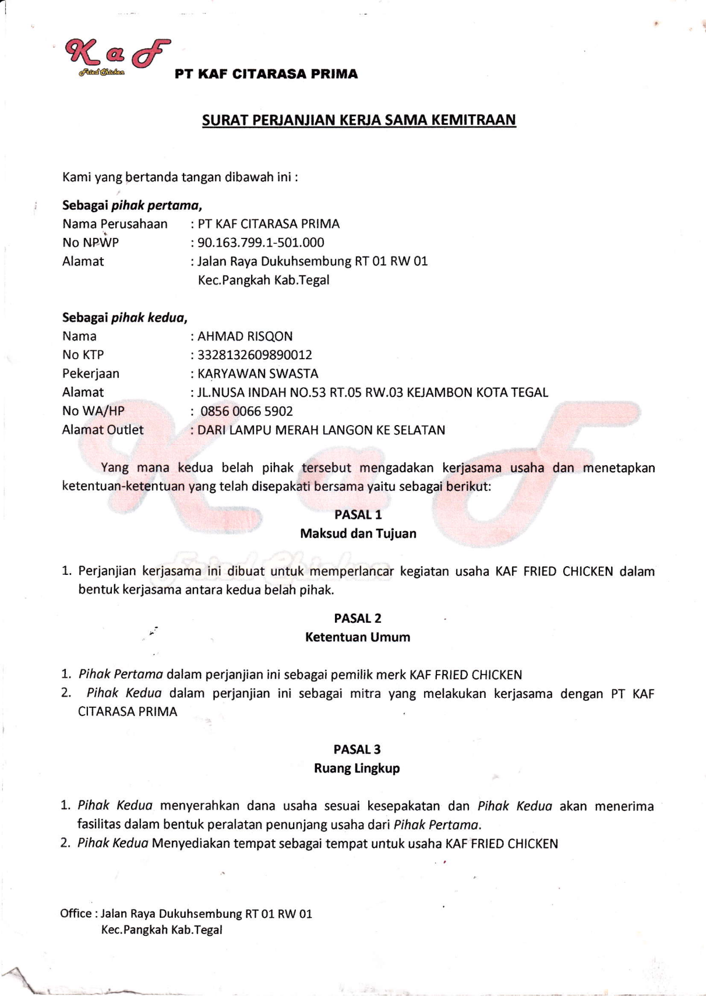 KaF
Fried Chicken
PT KAF CITARASA PRIMA
SURAT PERJANJIAN KERJA SAMA KEMITRAAN
Kami yang bertanda tangan dibawah ini :
Sebagai pihak pertama,
Nama Perusahaan : PT KAF CITARASA PRIMA
No NPWP : 90.163.799.1-501.000
Alamat : Jalan Raya Dukuhsembung RT 01 RW 01
Kec.Pangkah Kab.Tegal
Sebagai pihak kedua,
Nama : AHMAD RISQON
No KTP : 3328132609890012
Pekerjaan : KARYAWAN SWASTA
Alamat : JL.NUSA INDAH NO.53 RT.05 RW.03 KEJAMBON KOTA TEGAL
No WA/HP : 0856 0066 5902
Alamat Outlet : DARI LAMPU MERAH LANGON KE SELATAN
Yang mana kedua belah pihak tersebut mengadakan kerjasama usaha dan menetapkan
ketentuan-ketentuan yang telah disepakati bersama yaitu sebagai berikut:
KaF
Fried Chicken
PASAL 1
Maksud dan Tujuan
1. Perjanjian kerjasama ini dibuat untuk memperlancar kegiatan usaha KAF FRIED CHICKEN dalam
bentuk kerjasama antara kedua belah pihak.
PASAL 2
Ketentuan Umum
1. Pihak Pertama dalam perjanjian ini sebagai pemilik merk KAF FRIED CHICKEN
2. Pihak Kedua dalam perjanjian ini sebagai mitra yang melakukan kerjasama dengan PT KAF
CITARASA PRIMA
PASAL 3
Ruang Lingkup
1. Pihak Kedua menyerahkan dana usaha sesuai kesepakatan dan Pihak Kedua akan menerima
fasilitas dalam bentuk peralatan penunjang usaha dari Pihak Pertama.
2. Pihak Kedua Menyediakan tempat sebagai tempat untuk usaha KAF FRIED CHICKEN
Office : Jalan Raya Dukuhsembung RT 01 RW 01
Kec.Pangkah Kab.Tegal